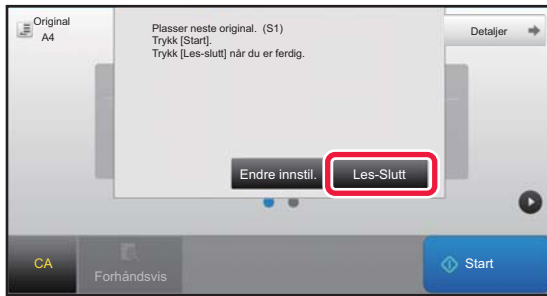 Original
A4
Plasser neste original. (S1)
Trykk [Start].
Trykk [Les-slutt] når du er ferdig.
Detaljer
Endre innstil.
Les-Slutt
CA
Forhåndsvis
Start